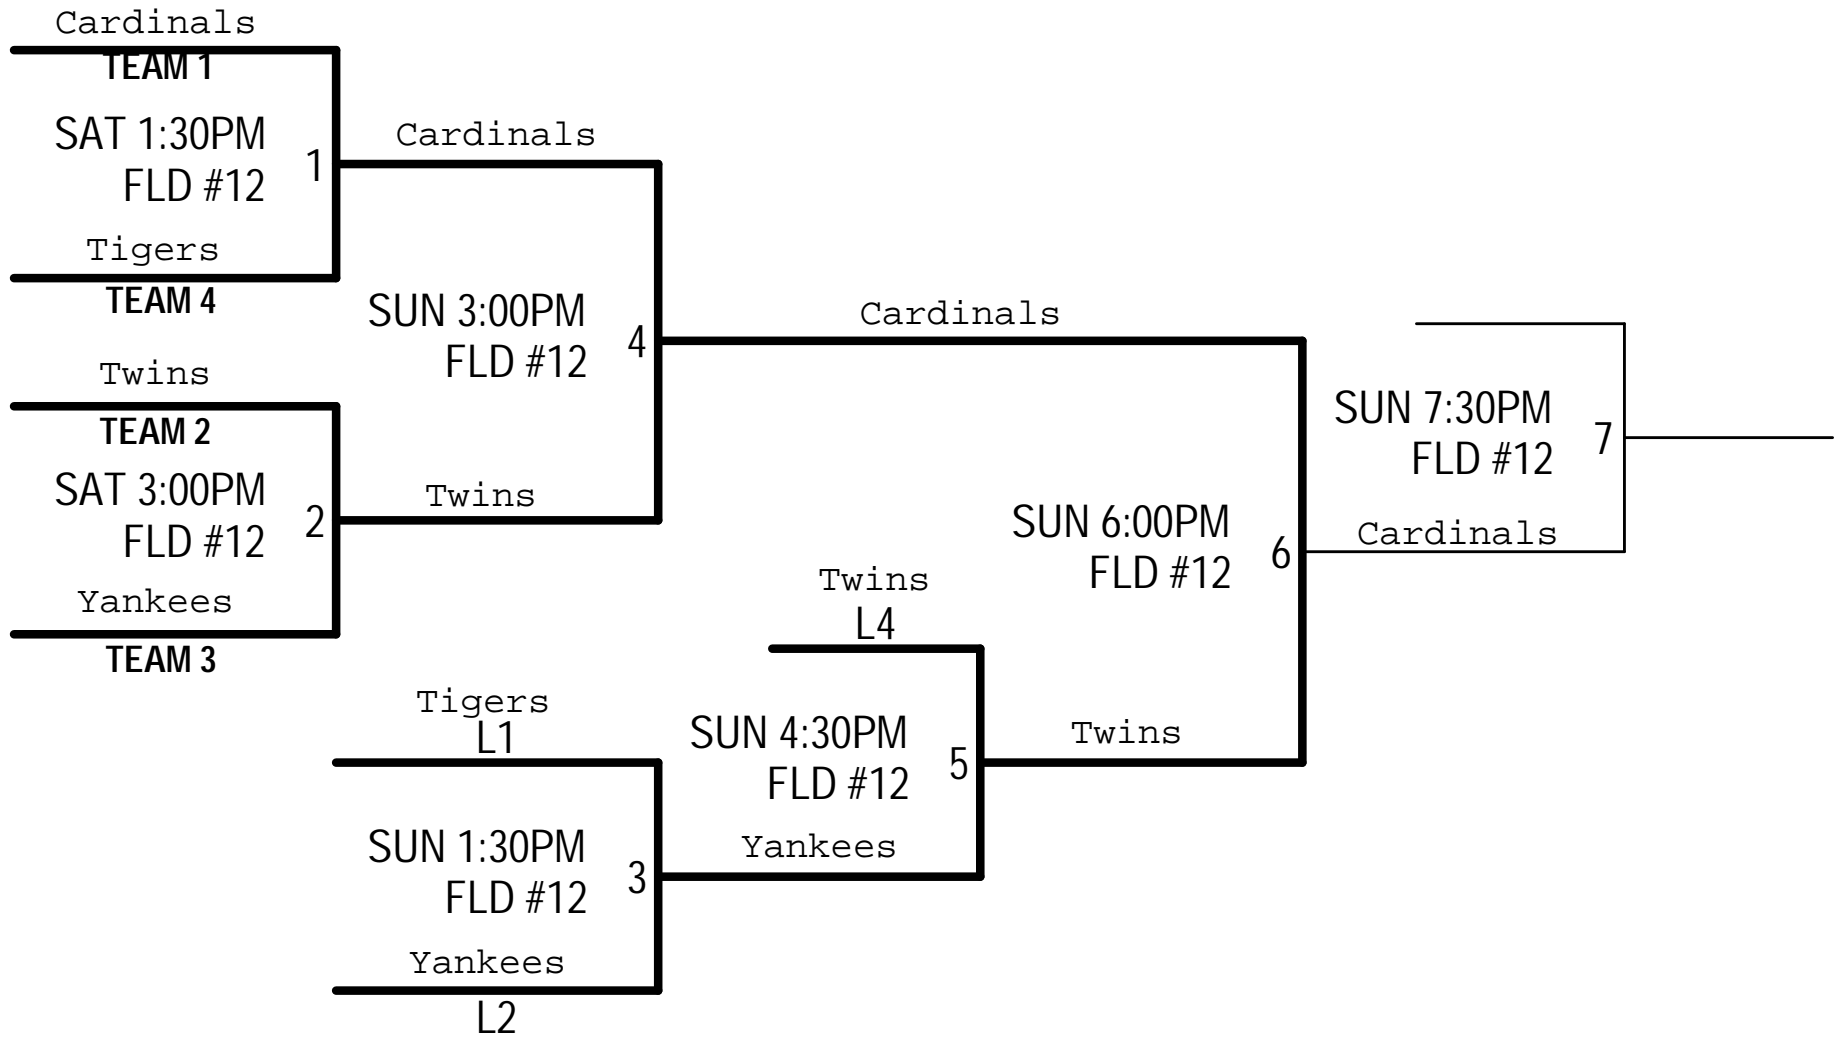 Cardinals
TEAM 1
SAT 1:30PM
FLD #12
1
Tigers
TEAM 4
Twins
TEAM 2
SAT 3:00PM
FLD #12
2
Yankees
TEAM 3
Cardinals
SUN 3:00PM
FLD #12
4
Twins
Tigers
L1
SUN 1:30PM
FLD #12
3
Yankees
L2
Twins
L4
SUN 4:30PM
FLD #12
5
Yankees
Cardinals
SUN 6:00PM
FLD #12
6
Twins
SUN 7:30PM
FLD #12
7
Cardinals